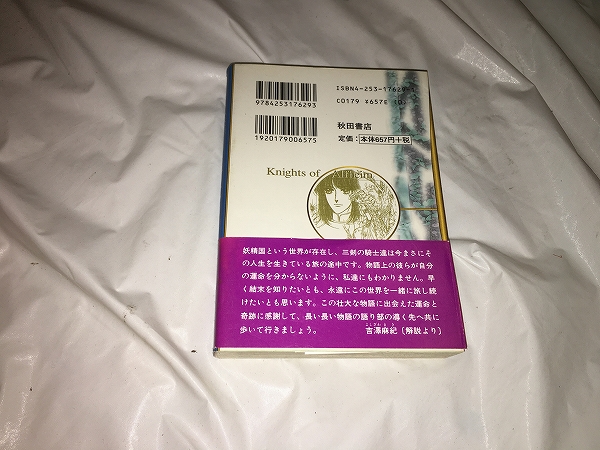 ISBN4-253-17629-
C0179 ¥657E
9784253176293
1920179006575
秋田書店
定価：本体657円+税
Knights of Alfheim
妖精国という世界が存在し、三剣の騎士達は今まさにそ
の人生を生きている旅の途中です。物語上の彼らが自分
の運命を分からないように、私達にもわかりません。早
く結末を知りたいとも、永遠にこの世界を一緒に旅し続
けたいとも思います。この壮大な物語に出会えた運命と
奇跡に感謝して、長い長い物語の語り部の導く先へ共に
歩いて行きましょう。 吉澤麻紀〔解説より〕